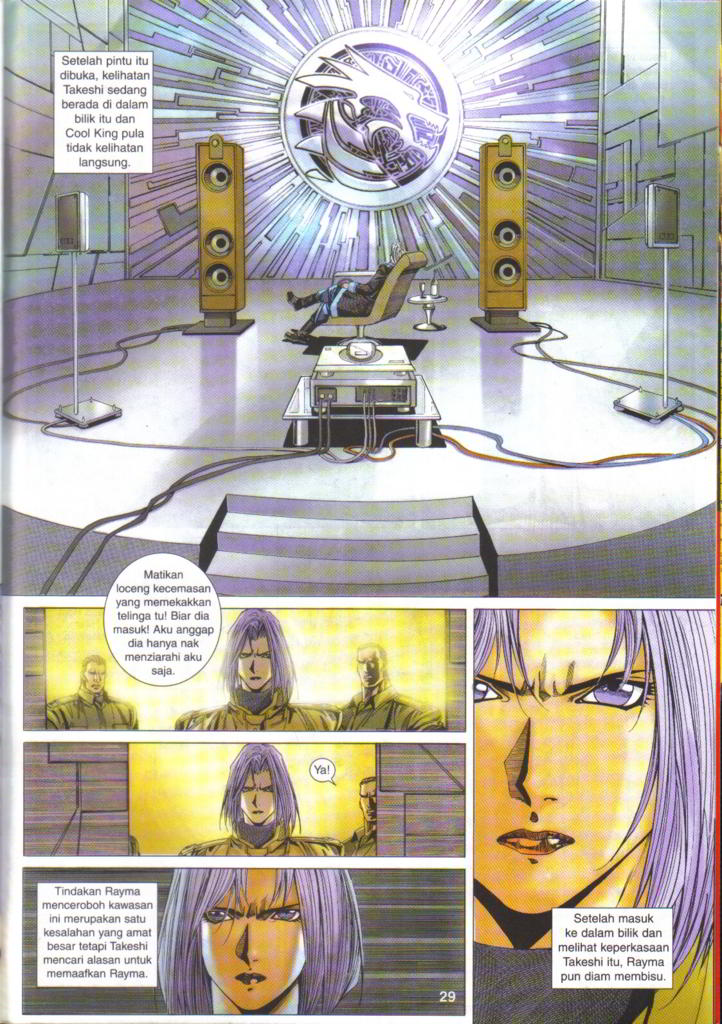 Setelah pintu itu
dibuka, kelihatan
Takeshi sedang
berada di dalam
bilik itu dan
Cool King pula
tidak kelihatan
langsung.
Matikan
loceng kecemasan
yang memekakkan
telinga tu! Biar dia
masuk! Aku anggap
dia hanya nak
menziarahi aku
saja.
Ya!
Tindakan Rayma
menceroboh kawasan
ini merupakan satu
kesalahan yang amat
besar tetapi Takeshi
mencari alasan untuk
memaafkan Rayma.
Setelah masuk
ke dalam bilik dan
melihat keperkasaan
Takeshi itu, Rayma
pun diam membisu.
29